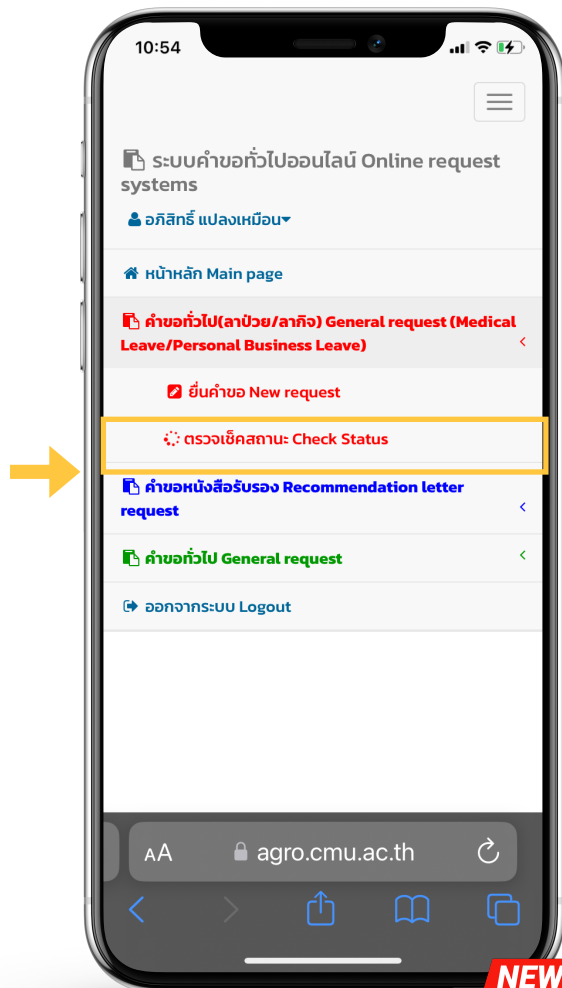 10:54
ระบบคำขอทั่วไปออนไลน์ Online request
systems
อภิสิทธิ์ แปลงเหมือน
หน้าหลัก Main page
คำขอทั่วไป(ลาป่วย/ลากิจ) General request (Medical
Leave/Personal Business Leave)
ยื่นคำขอ New request
ตรวจเช็คสถานะ Check Status
คำขอหนังสือรับรอง Recommendation letter
request
คำขอทั่วไป General request
ออกจากระบบ Logout
AA agro.cmu.ac.th
NEW